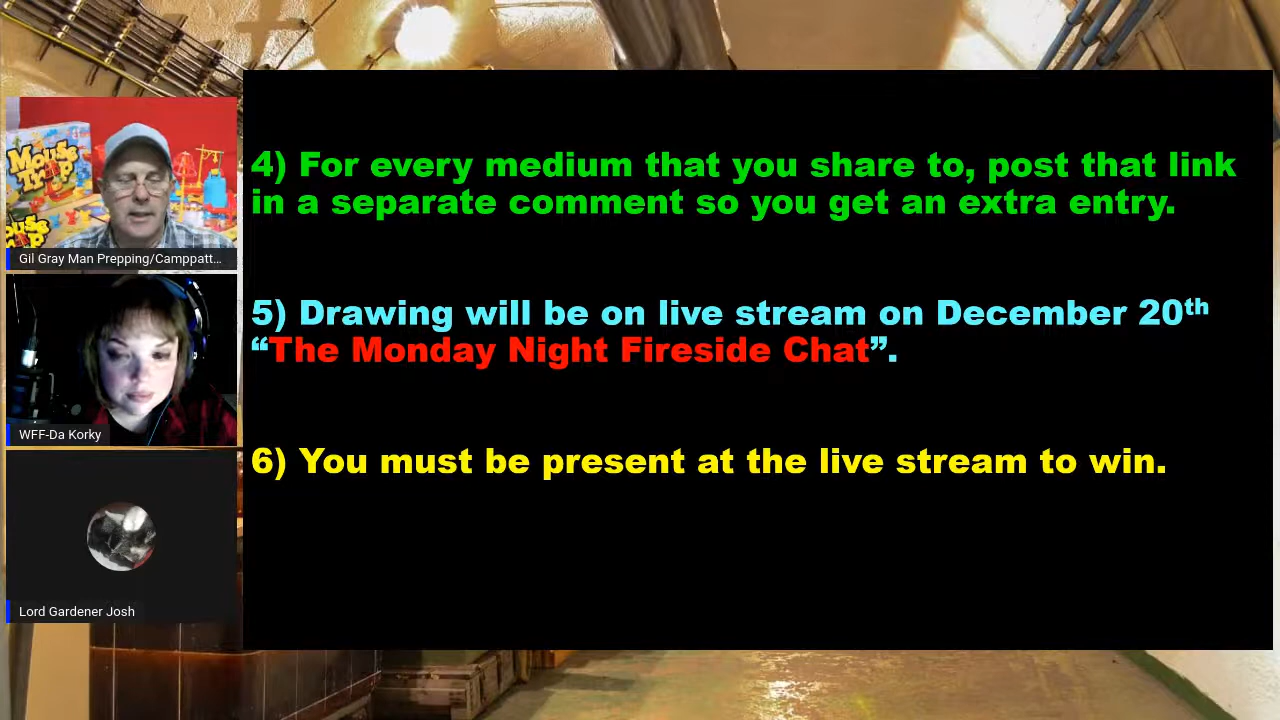 4) For every medium that you share to, post that link
in a separate comment so you get an extra entry.
5) Drawing will be on live stream on December 20th
“The Monday Night Fireside Chat”.
6) You must be present at the live stream to win.
Mouse
Trap
Gil Gray Man Prepping/Camppatt...
WFF-Da Korky
Lord Gardener Josh